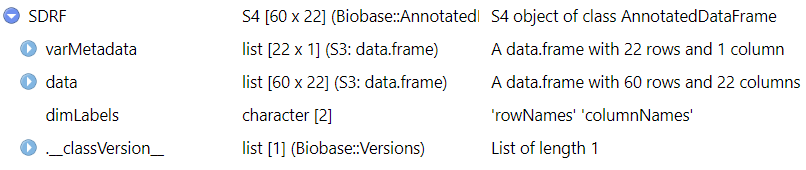 SDRF S4 [60 x 22] (Biobase::Annotated S4 object of class AnnotatedDataFrame
varMetadata list [22 x 1] (S3: data.frame) A data.frame with 22 rows and 1 column
data list [60 x 22] (S3: data.frame) A data.frame with 60 rows and 22 columns
dimLabels character [2] 'rowNames' 'columnNames'
.__classVersion__ list [1] (Biobase::Versions) List of length 1